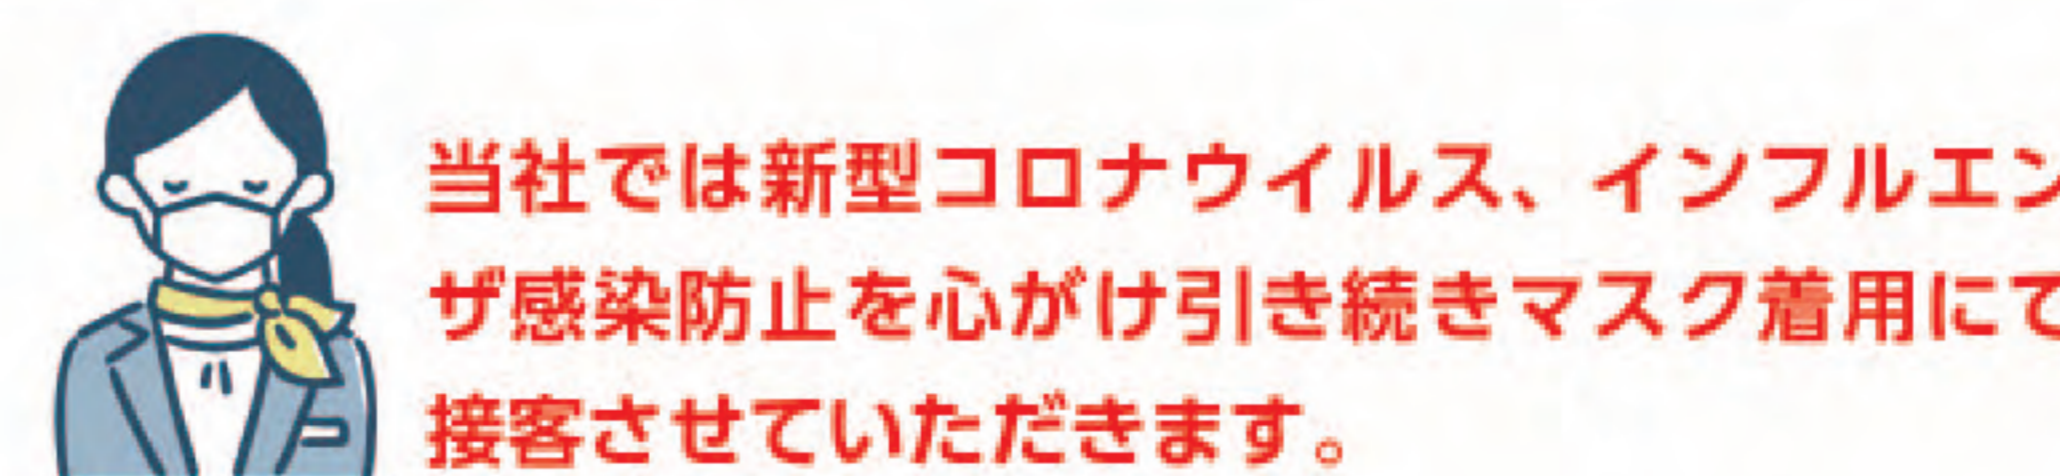 当社では新型コロナウイルス、インフルエン
ザ感染防止を心がけ引き続きマスク着用にて
接客させていただきます。